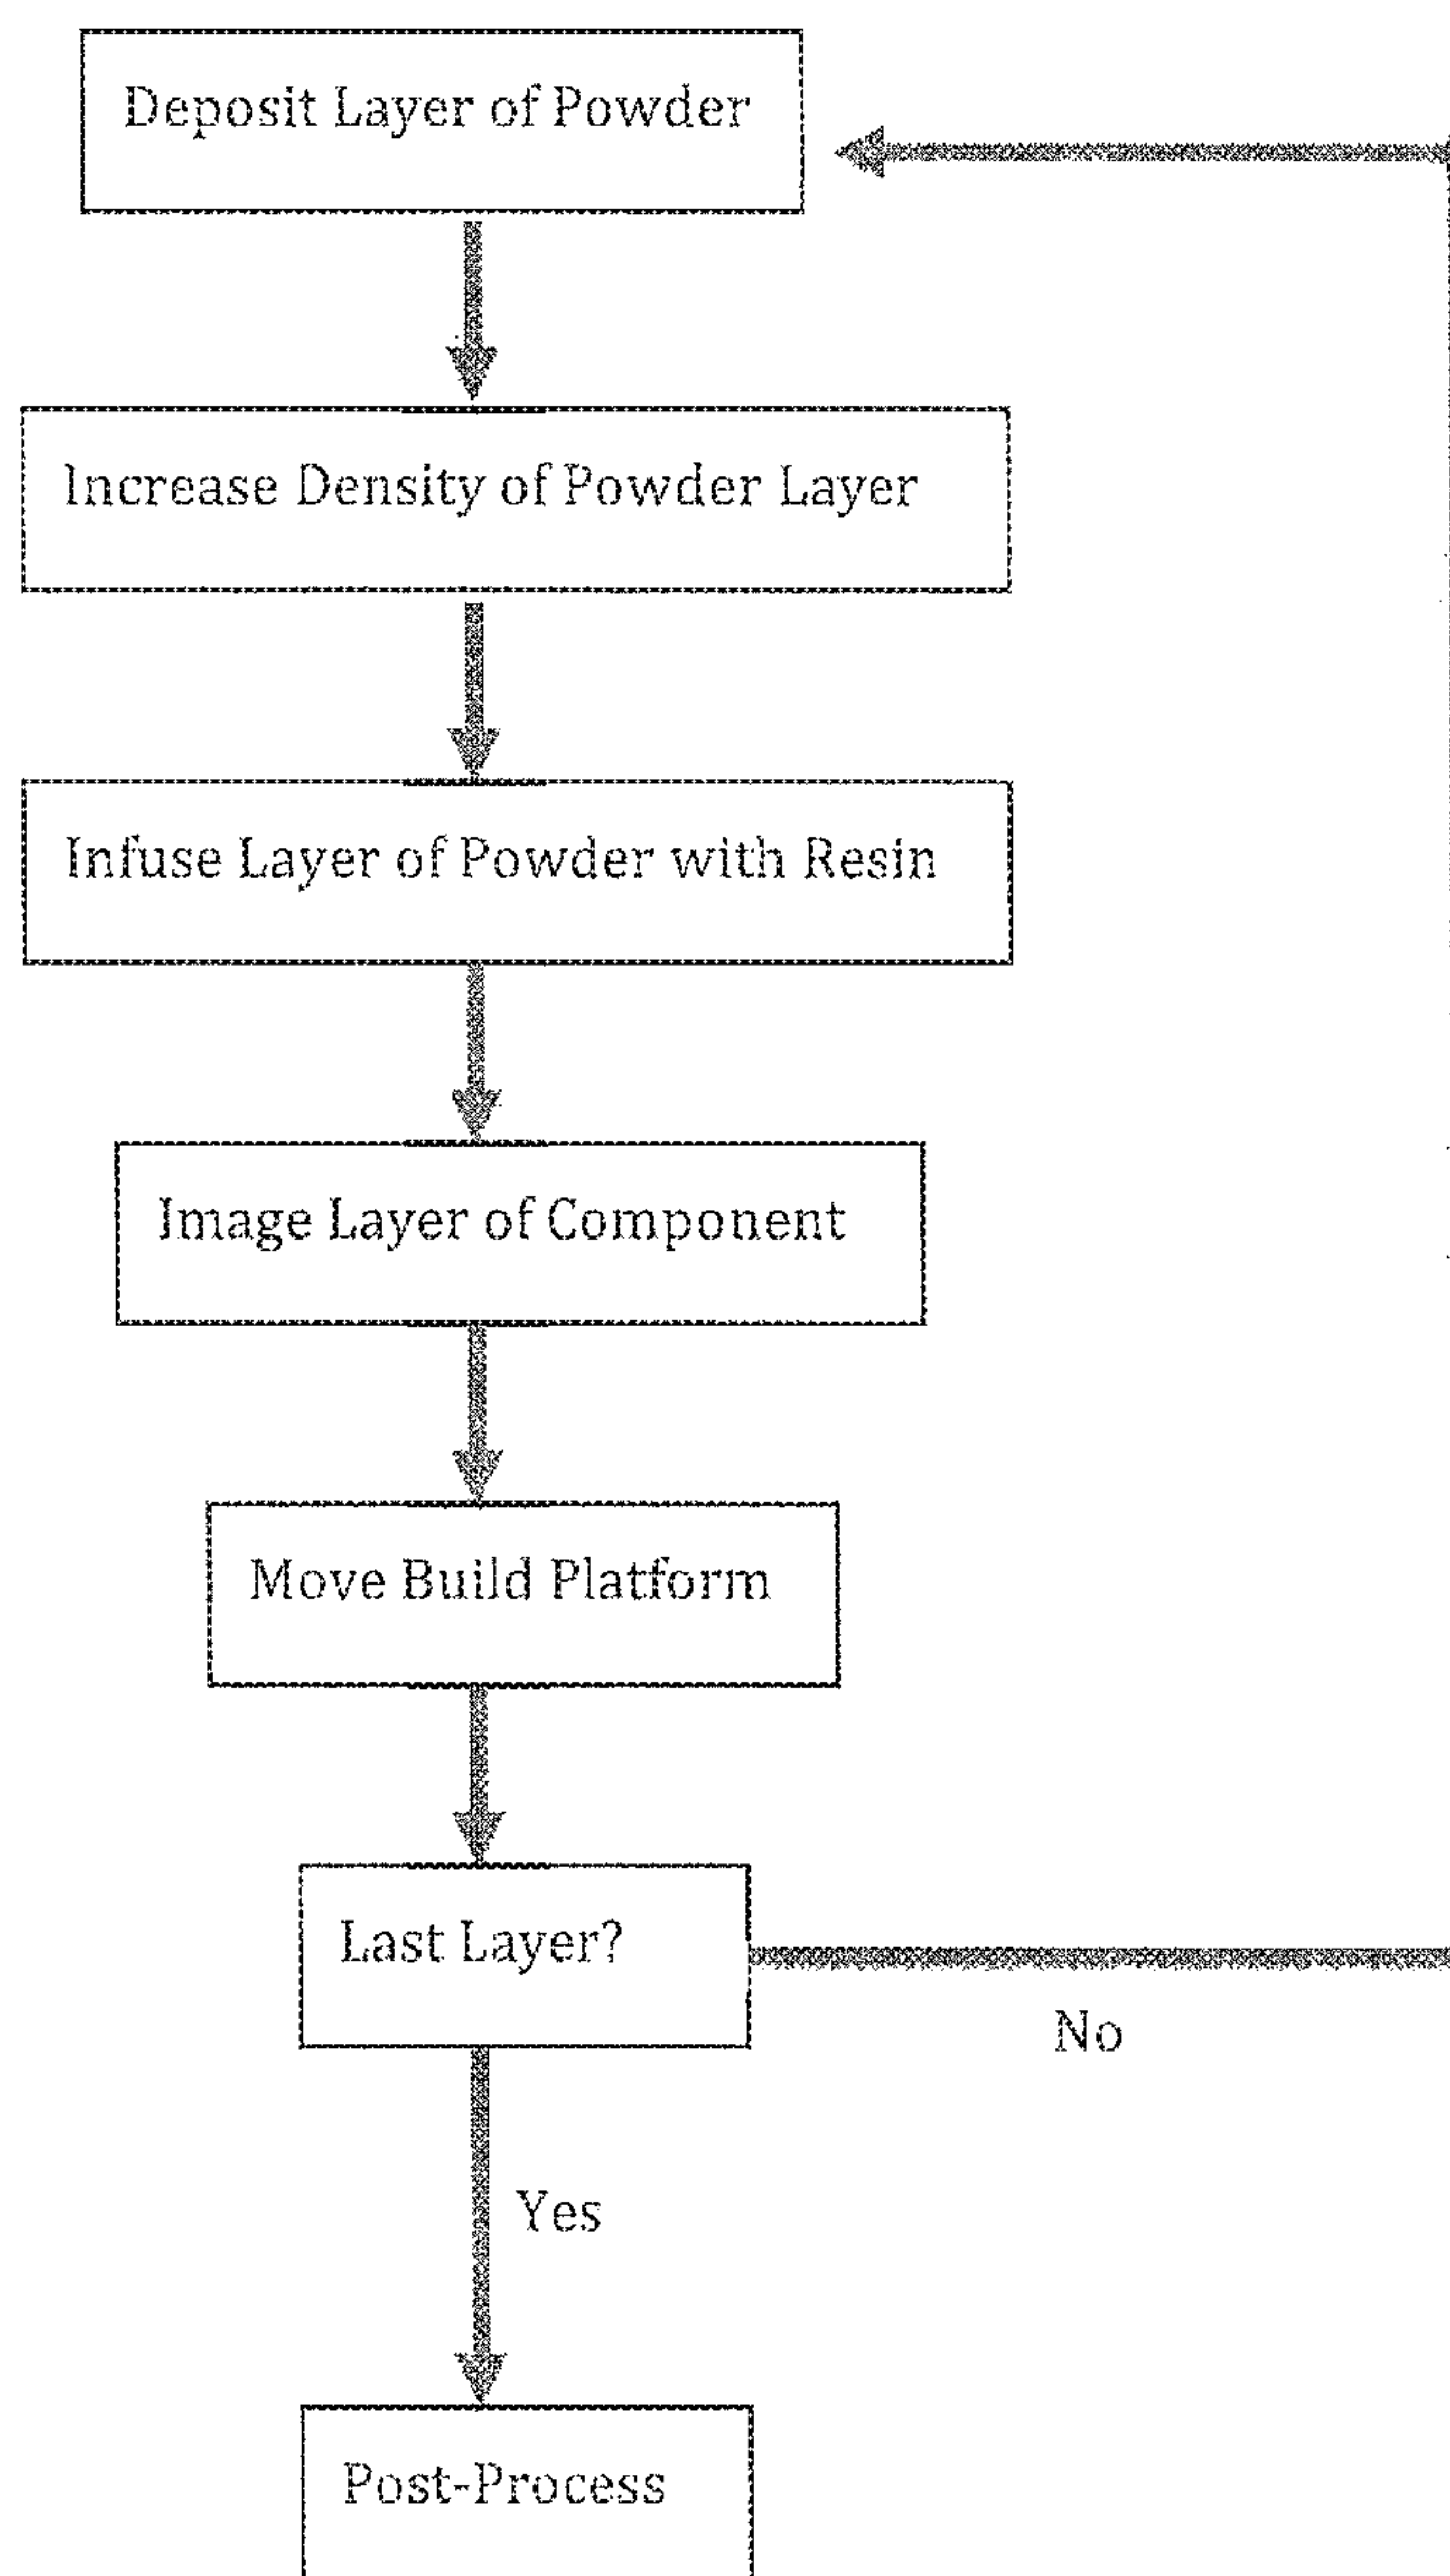 Deposit Layer of Powder
Increase Density of Powder Layer
Infuse Layer of Powder with Resin
Image Layer of Component
Move Build Platform
Last Layer?
No
Yes
Post-Process